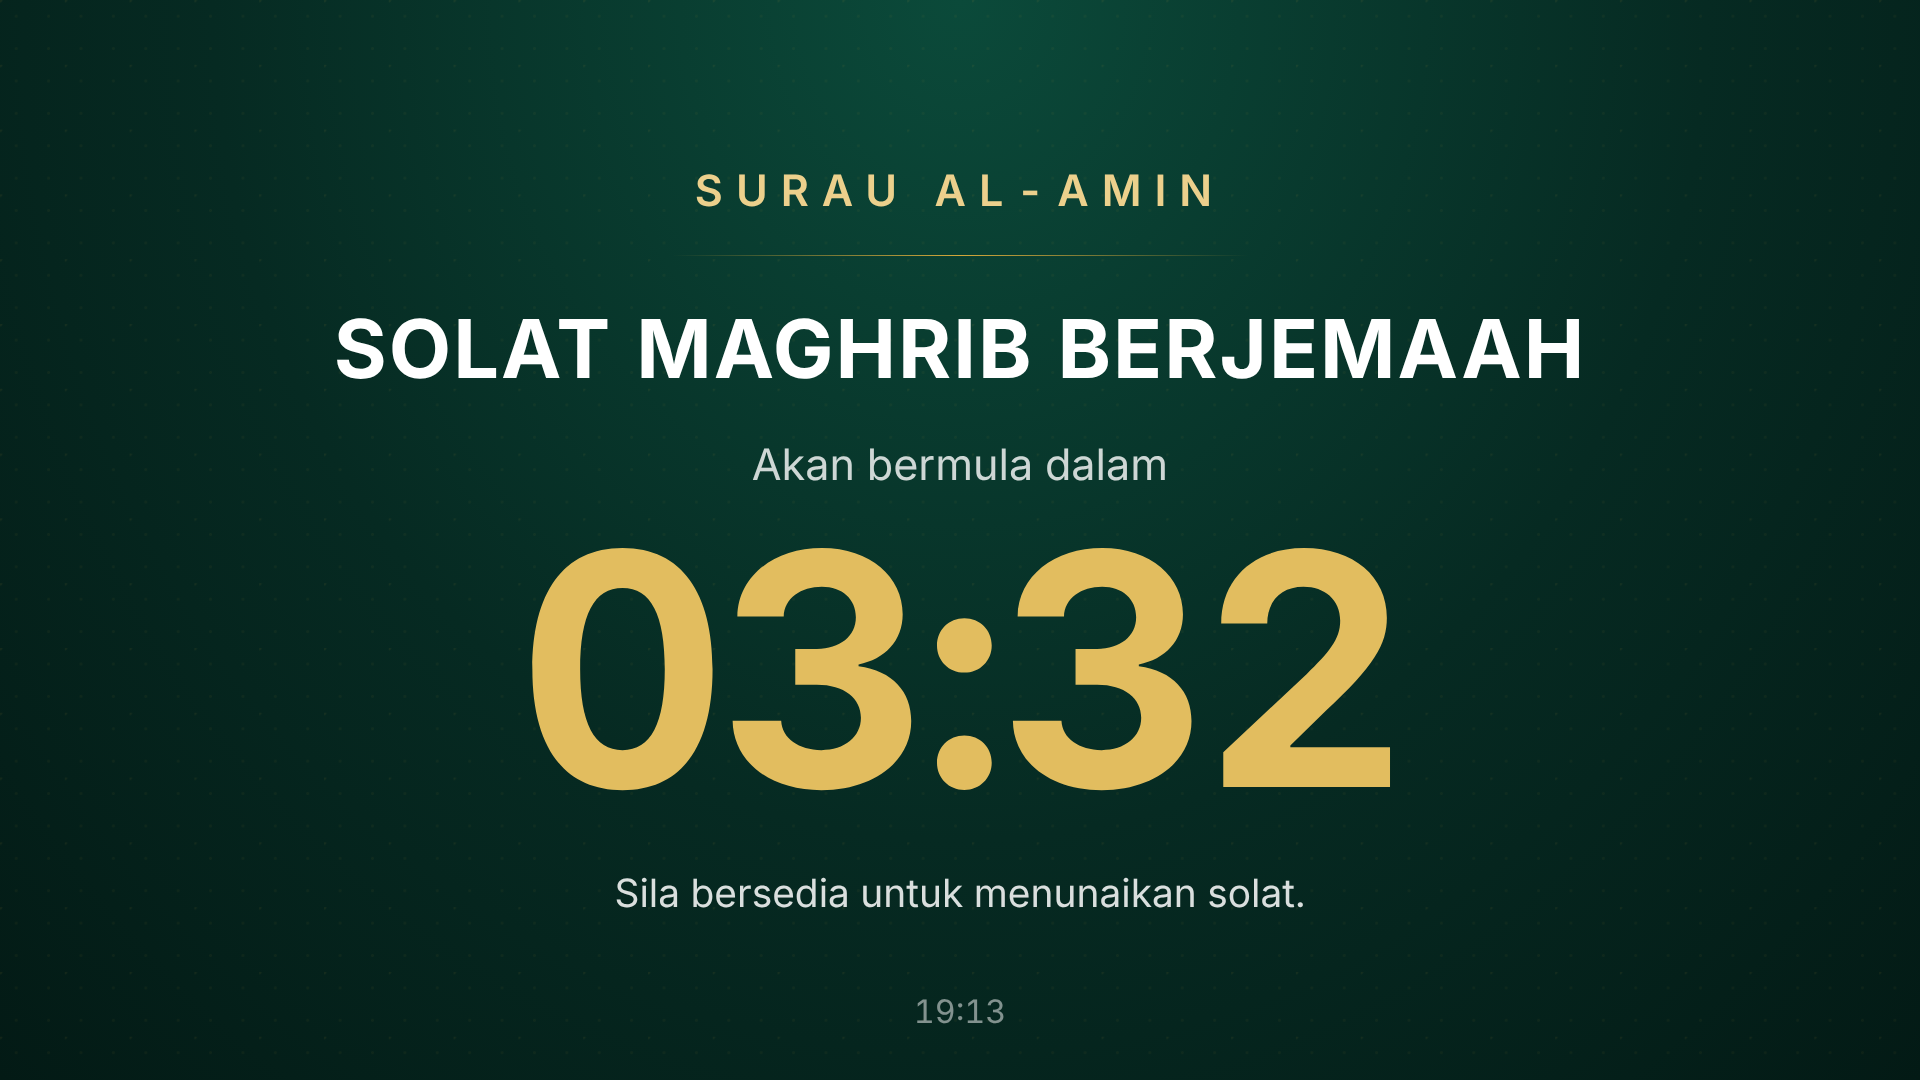 SURAU AL-AMIN
SOLAT MAGHRIB BERJEMAAH
Akan bermula dalam
03:32
Sila bersedia untuk menunaikan solat.
19:13